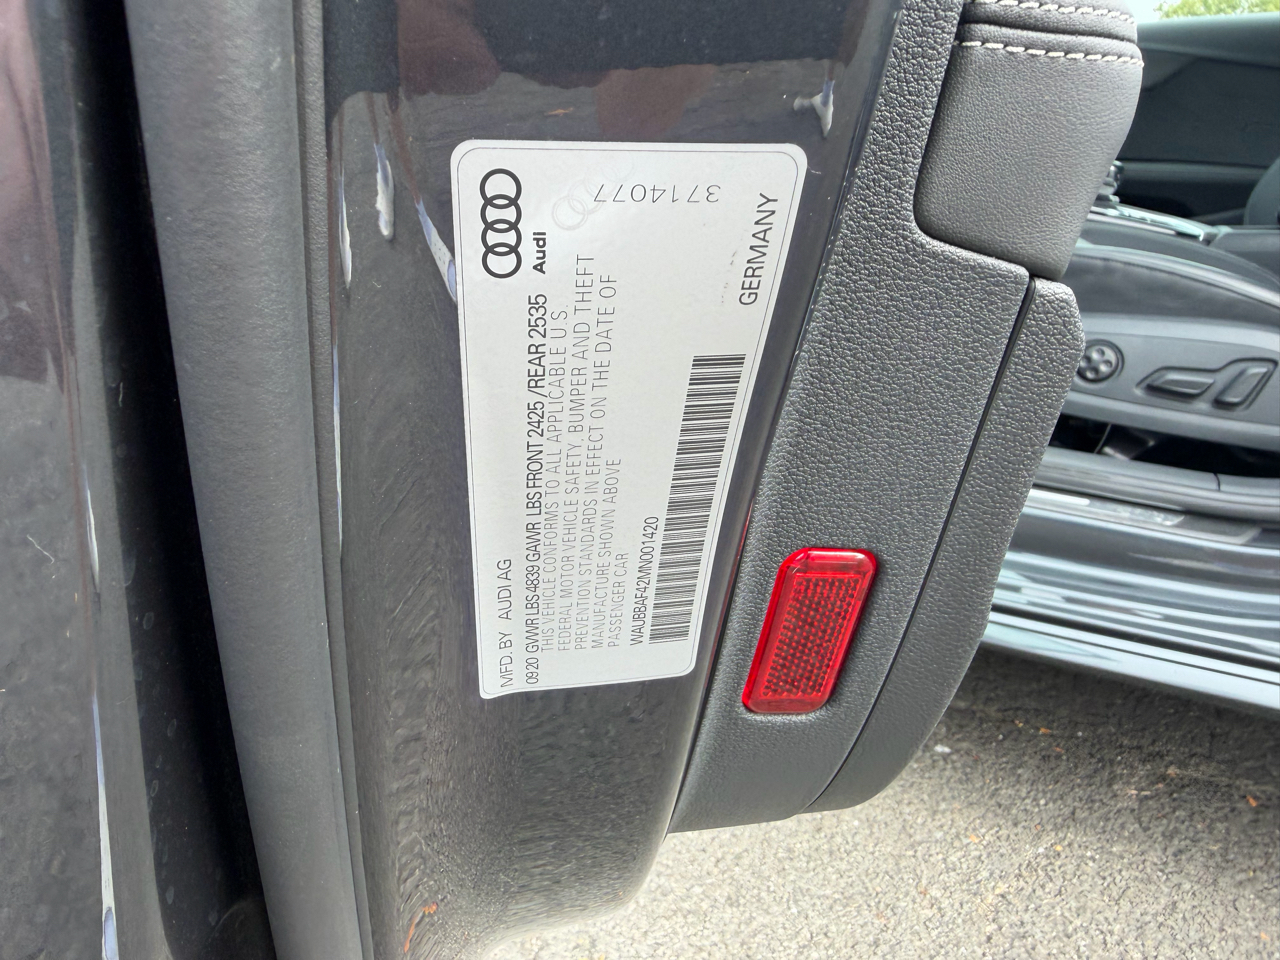 Audi
MFD. BY AUDI AG
0920 GVWR LBS 4839 GAWR LBS FRONT 2425 / REAR 2535
THIS VEHICLE CONFORMS TO ALL APPLICABLE U.S.
FEDERAL MOTOR VEHICLE SAFETY, BUMPER AND THEFT
PREVENTION STANDARDS IN EFFECT ON THE DATE OF
MANUFACTURE SHOWN ABOVE
PASSENGER CAR
WAUBBAF42MN001420
GERMANY
3714077